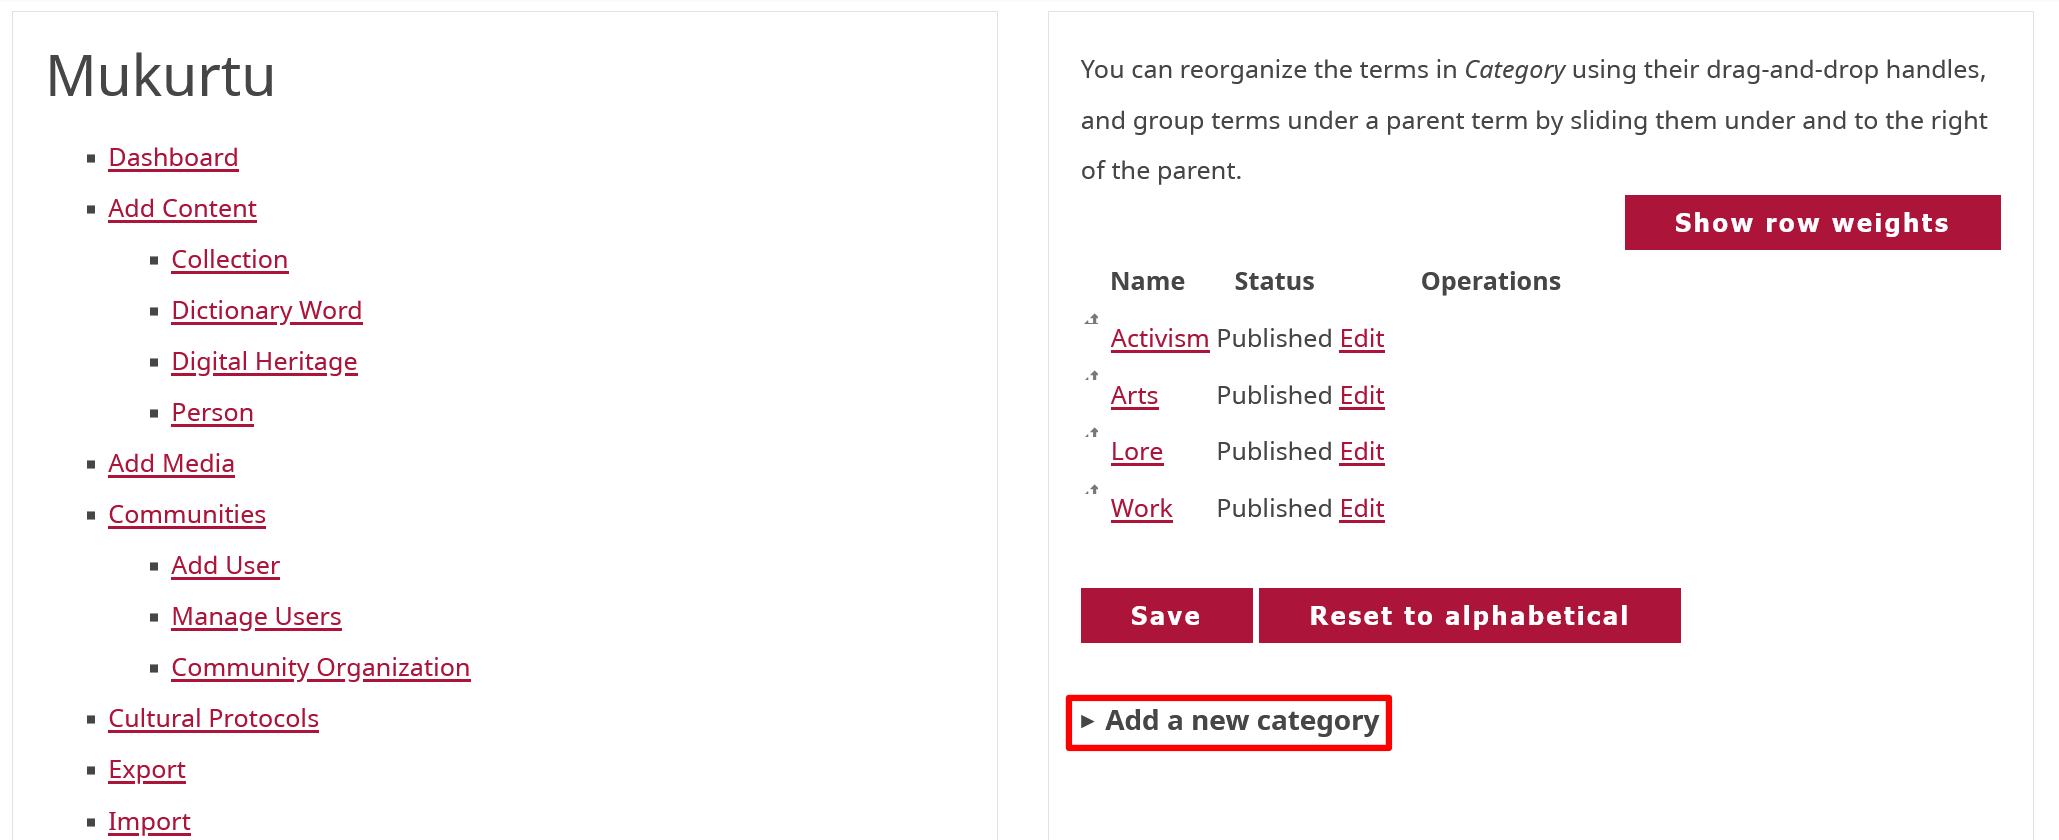 Mukurtu
Dashboard
Add Content
Collection
Dictionary Word
Digital Heritage
Person
Add Media
Communities
Add User
Manage Users
Community Organization
Cultural Protocols
Export
Import
You can reorganize the terms in Category using their drag-and-drop handles,
and group terms under a parent term by sliding them under and to the right
of the parent.
Show row weights
Name Status Operations
Activism Published Edit
Arts Published Edit
Lore Published Edit
Work Published Edit
Save Reset to alphabetical
Add a new category